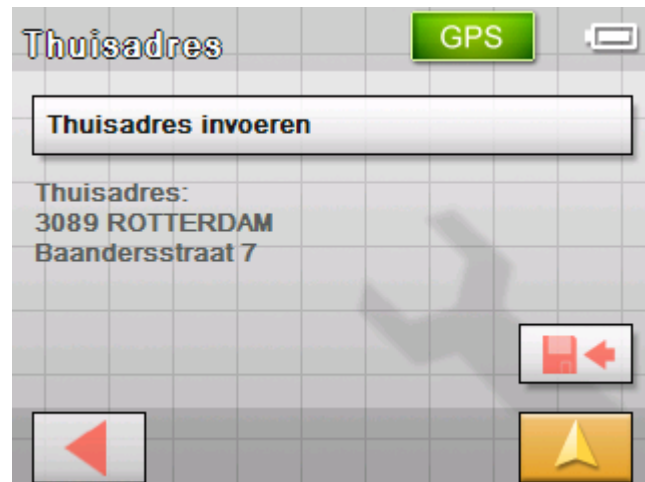 Thuisadres
GPS
Thuisadres invoeren
Thuisadres:
3089 ROTTERDAM
Baandersstraat 7